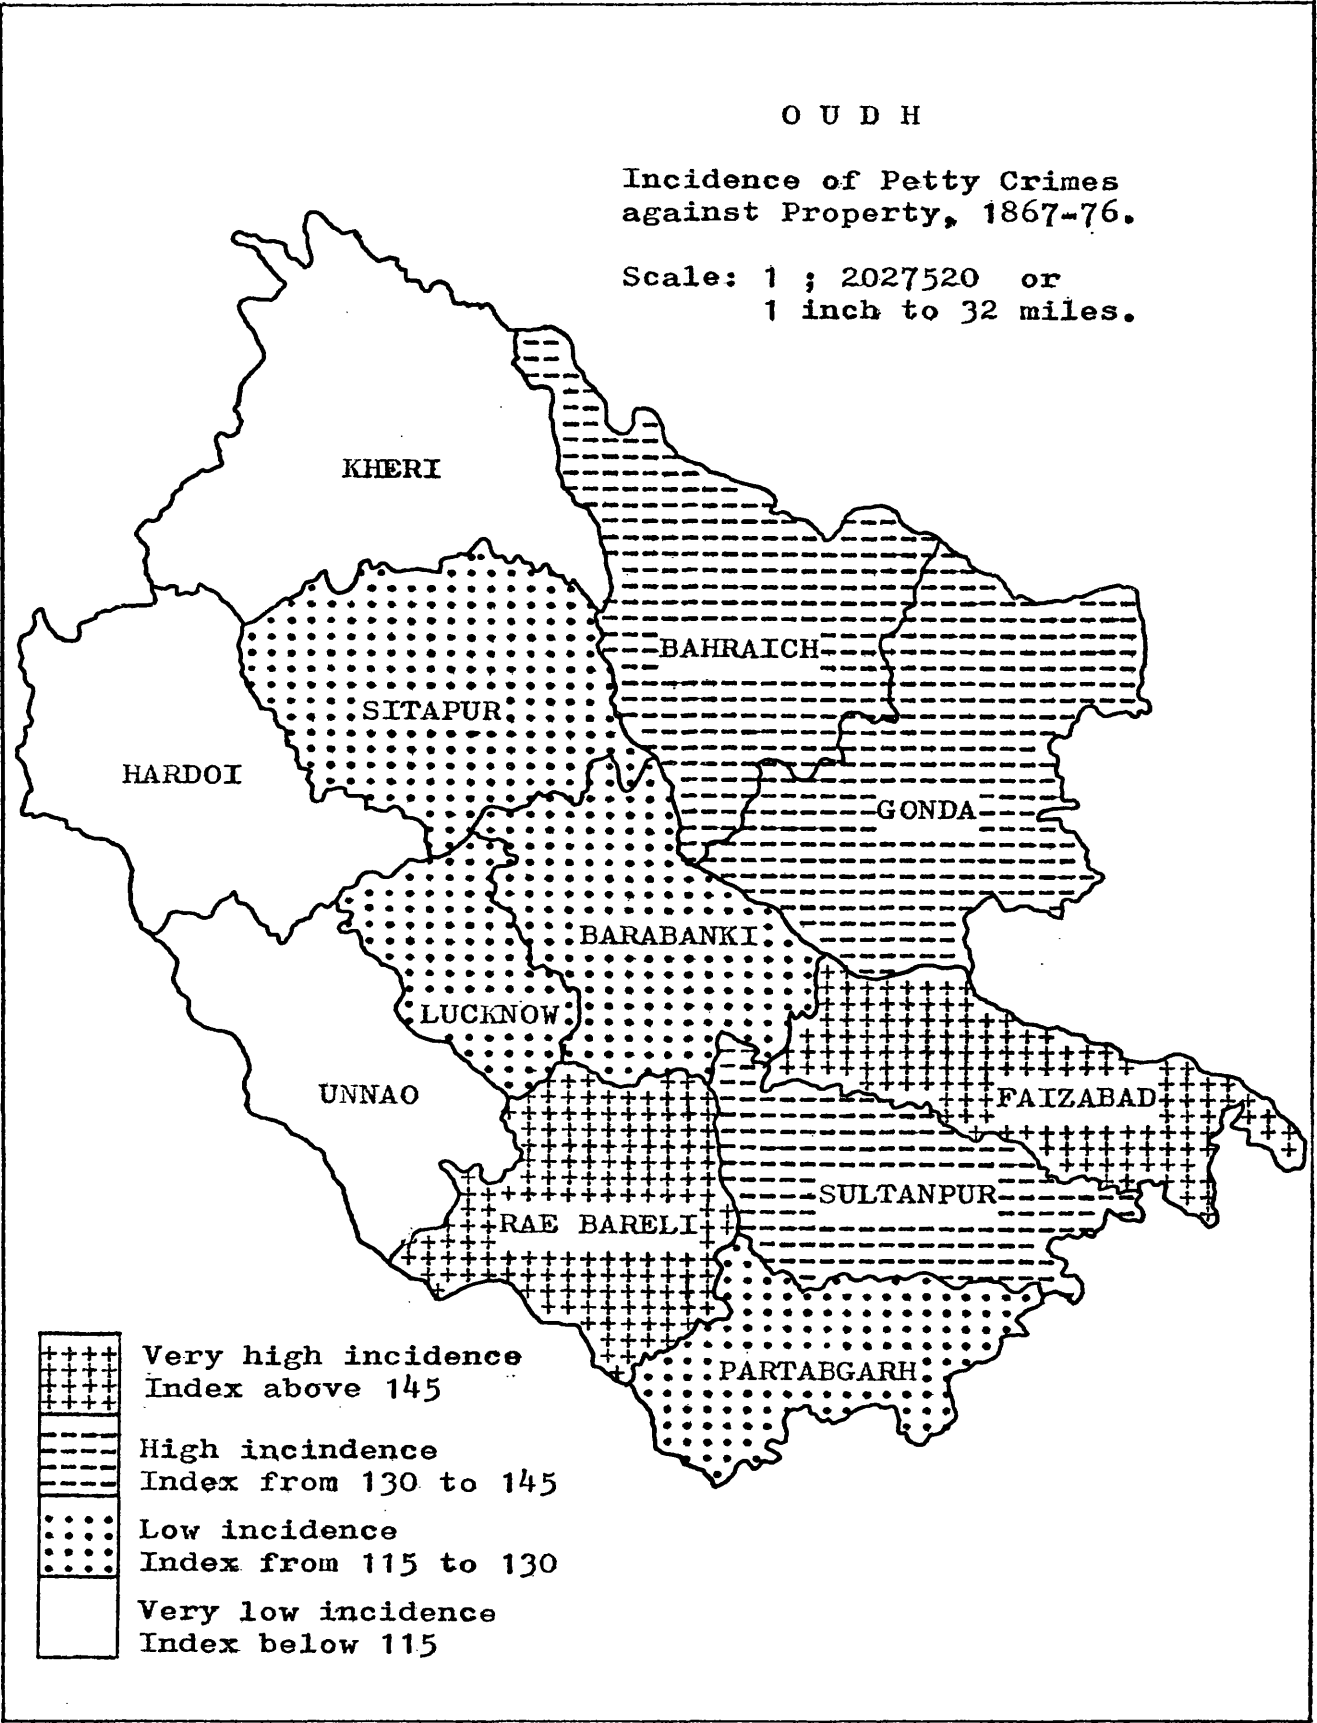 O U D H
Incidence of Petty Crimes
against Property, 1867-76.
Scale: 1 ; 2027520 or
1 inch to 32 miles.
KHERI
BAHRAICH
SITAPUR
HARDOI
GONDA
BARABANKI
LUCKNOW
UNNAO
FAIZABAD
SULTANPUR
RAE BARELI
PARTABGARH
Very high incidence
Index above 145
High incindence
Index from 130 to 145
Low incidence
Index from 115 to 130
Very low incidence
Index below 115